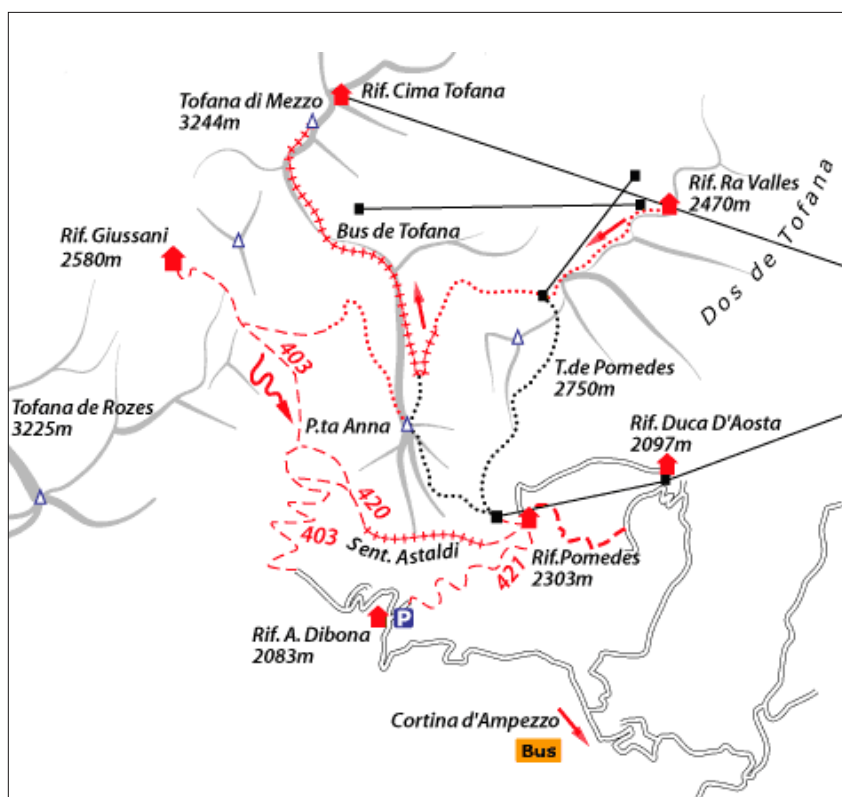 Rif. Cima Tofana
Tofana di Mezzo
3244m
Rif. Ra Valles
2470m
Bus de Tofana
Rif. Giussani
2580m
Dos de Tofana
403
T.de Pomedes
2750m
Tofana de Rozes
3225m
P.ta Anna
Rif. Duca D'Aosta
2097m
420
403
Sent. Astaldi
421
Rif.Pomedes
2303m
P
Rif. A. Dibona
2083m
Cortina d'Ampezzo
Bus